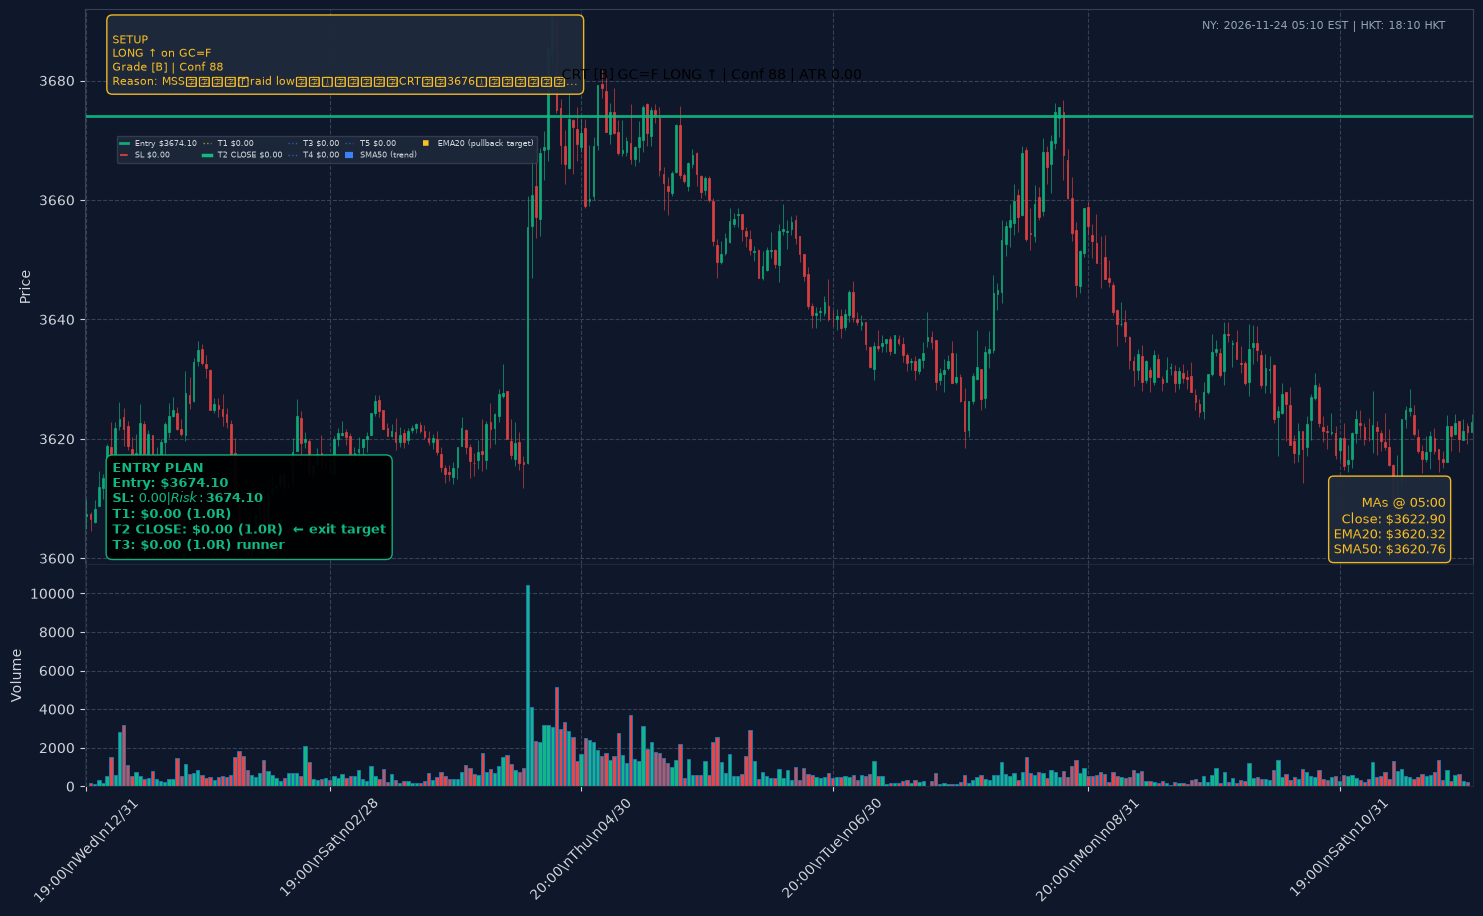 NY: 2026-11-24 05:10 EST | HKT: 18:10 HKT
SETUP
LONG ↑ on GC=F
Grade [B] | Conf 88
Reason: MSS raid low CRT 3676 ...
CRT [B] GC=F LONG ↑ | Conf 88 | ATR 0.00
Entry $3674.10
SL $0.00
T1 $0.00
T2 CLOSE $0.00
T3 $0.00
T4 $0.00
T5 $0.00
SMA50 (trend)
EMA20 (pullback target)
Price
3680
3660
3640
3620
3600
ENTRY PLAN
Entry: $3674.10
SL: 0.00|Risk:3674.10
T1: $0.00 (1.0R)
T2 CLOSE: $0.00 (1.0R) ← exit target
T3: $0.00 (1.0R) runner
MAs @ 05:00
Close: $3622.90
EMA20: $3620.32
SMA50: $3620.76
Volume
10000
8000
6000
4000
2000
0
19:00\nWed\n12/31
19:00\nSat\n02/28
20:00\nThu\n04/30
20:00\nTue\n06/30
20:00\nMon\n08/31
19:00\nSat\n10/31